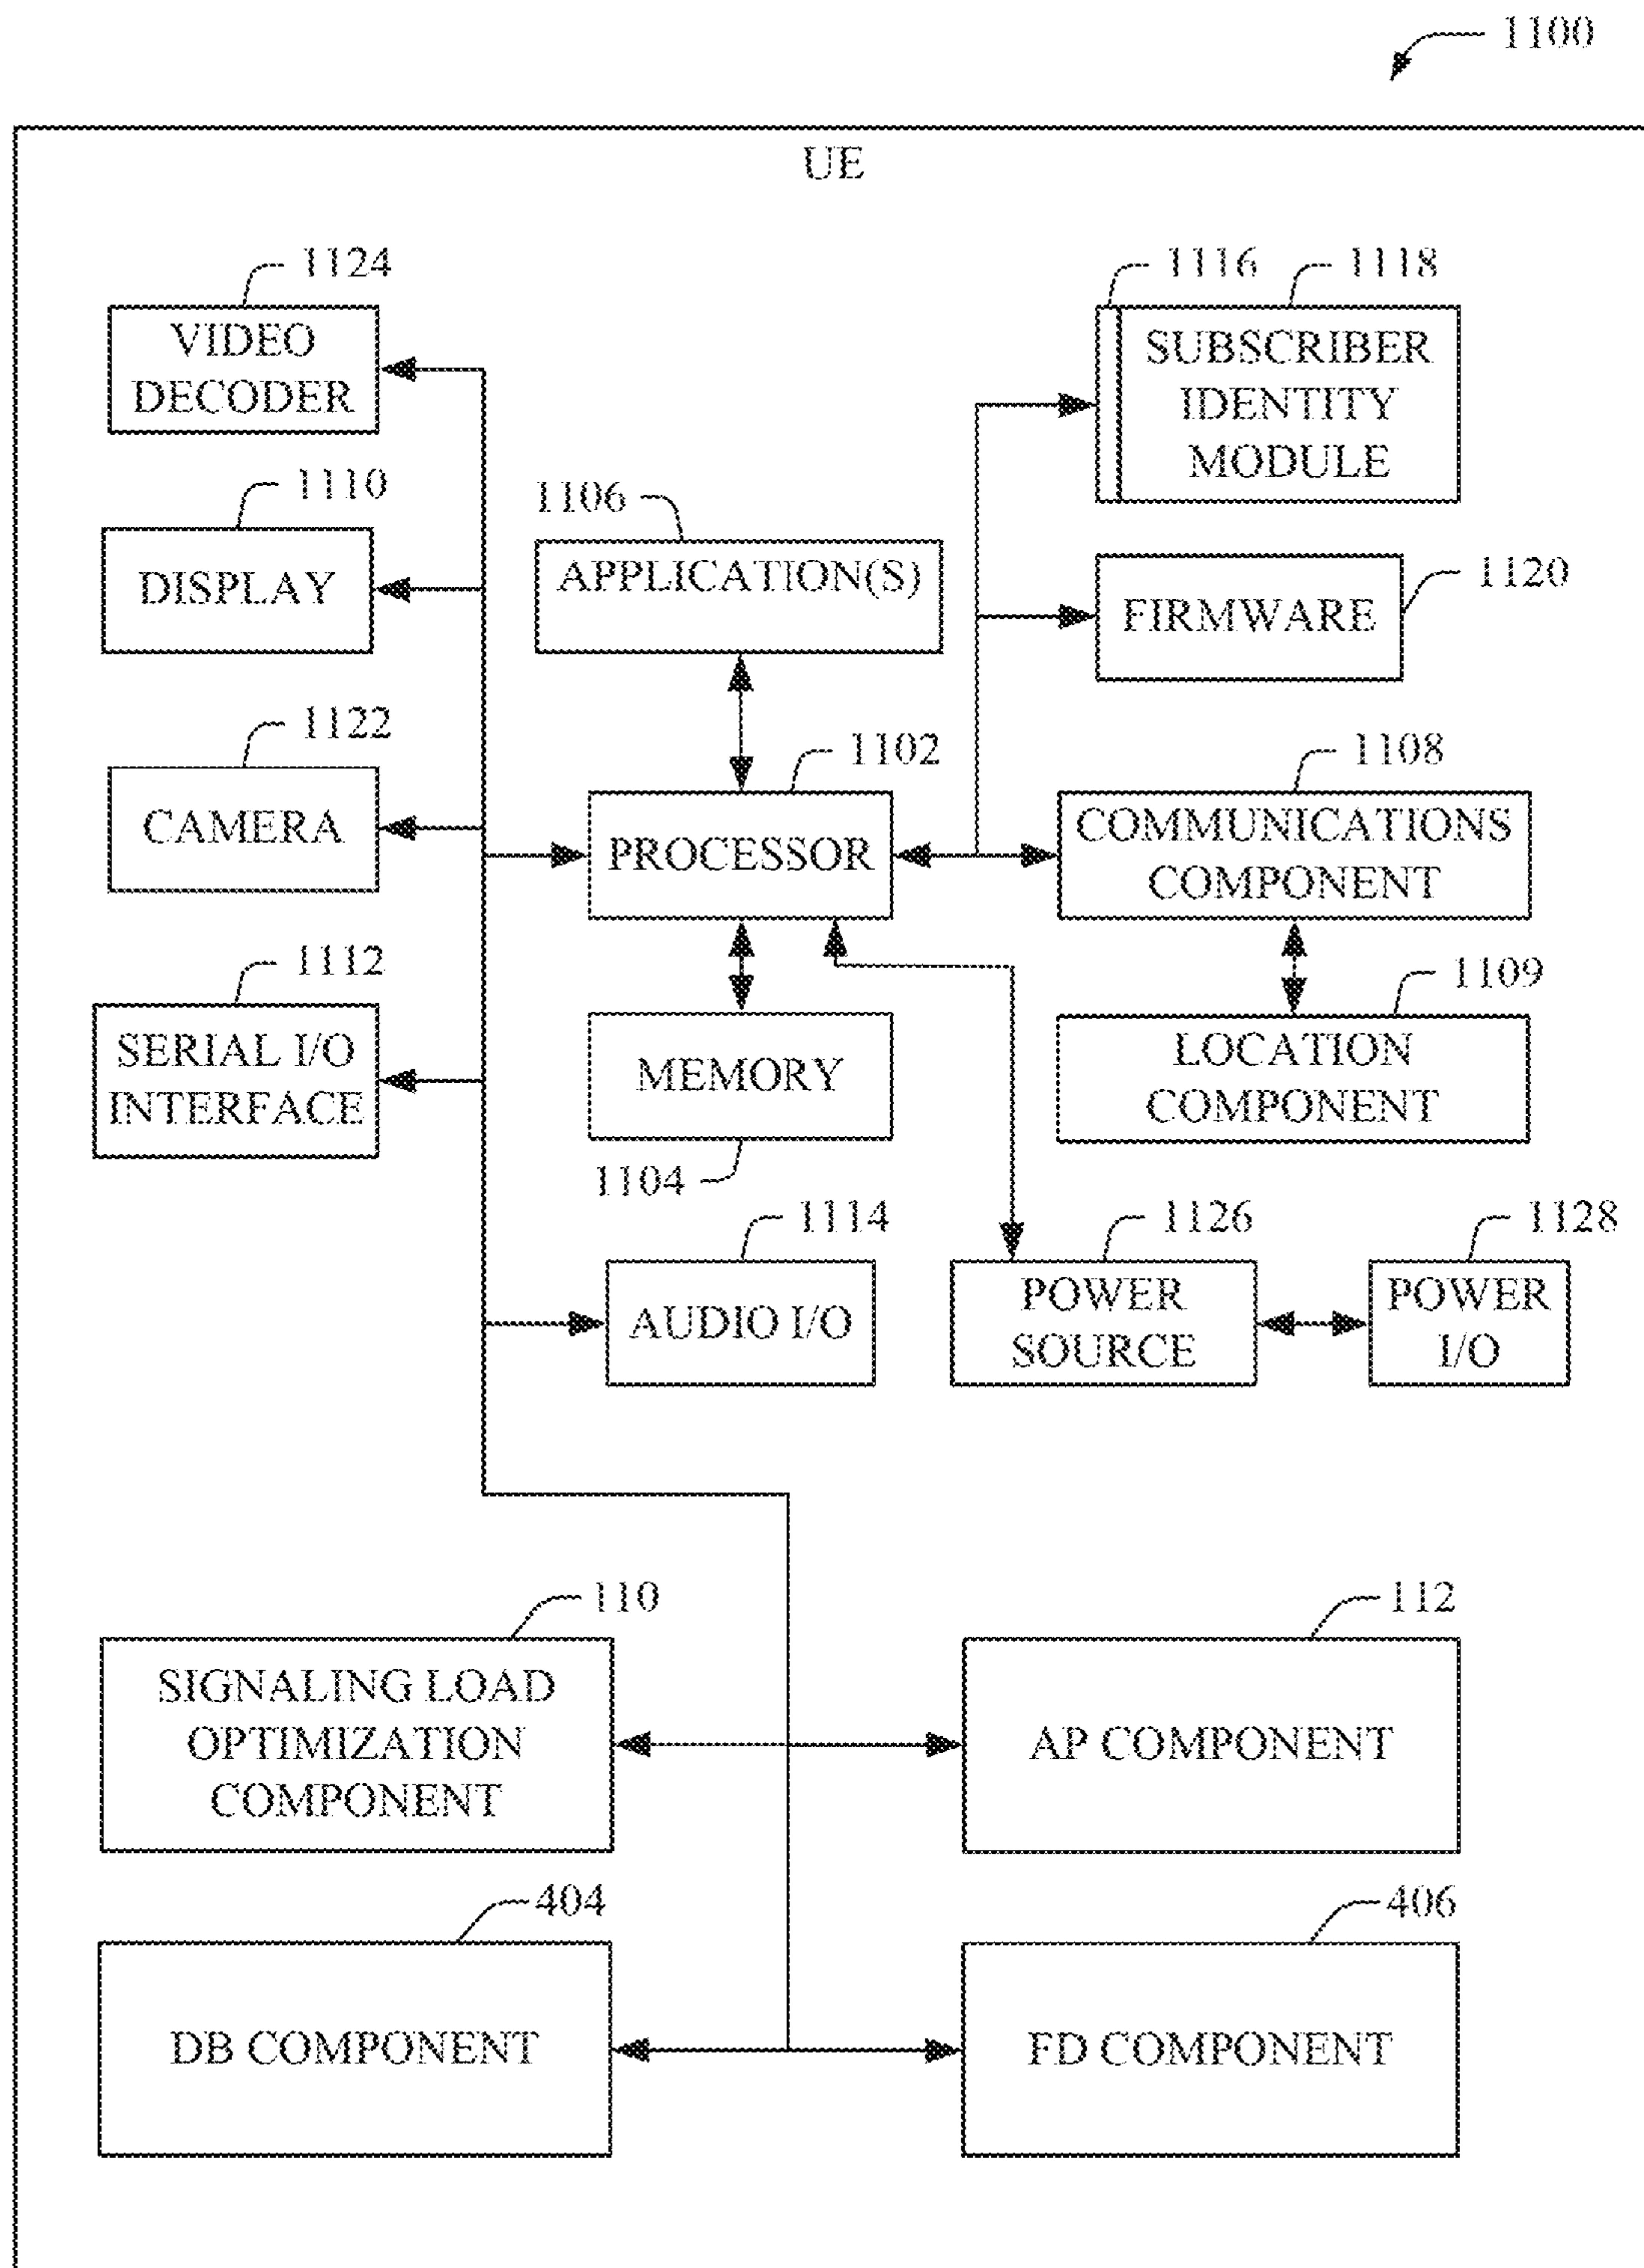 1100
UE
1124
VIDEO
DECODER
1116
1118
SUBSCRIBER
IDENTITY
MODULE
1110
DISPLAY
1106
APPLICATION(S)
1120
FIRMWARE
1122
CAMERA
1102
PROCESSOR
1108
COMMUNICATIONS
COMPONENT
1112
SERIAL I/O
INTERFACE
MEMORY
1104
1109
LOCATION
COMPONENT
1114
AUDIO I/O
1126
POWER
SOURCE
1128
POWER
I/O
110
SIGNALING LOAD
OPTIMIZATION
COMPONENT
112
AP COMPONENT
404
DB COMPONENT
406
FD COMPONENT